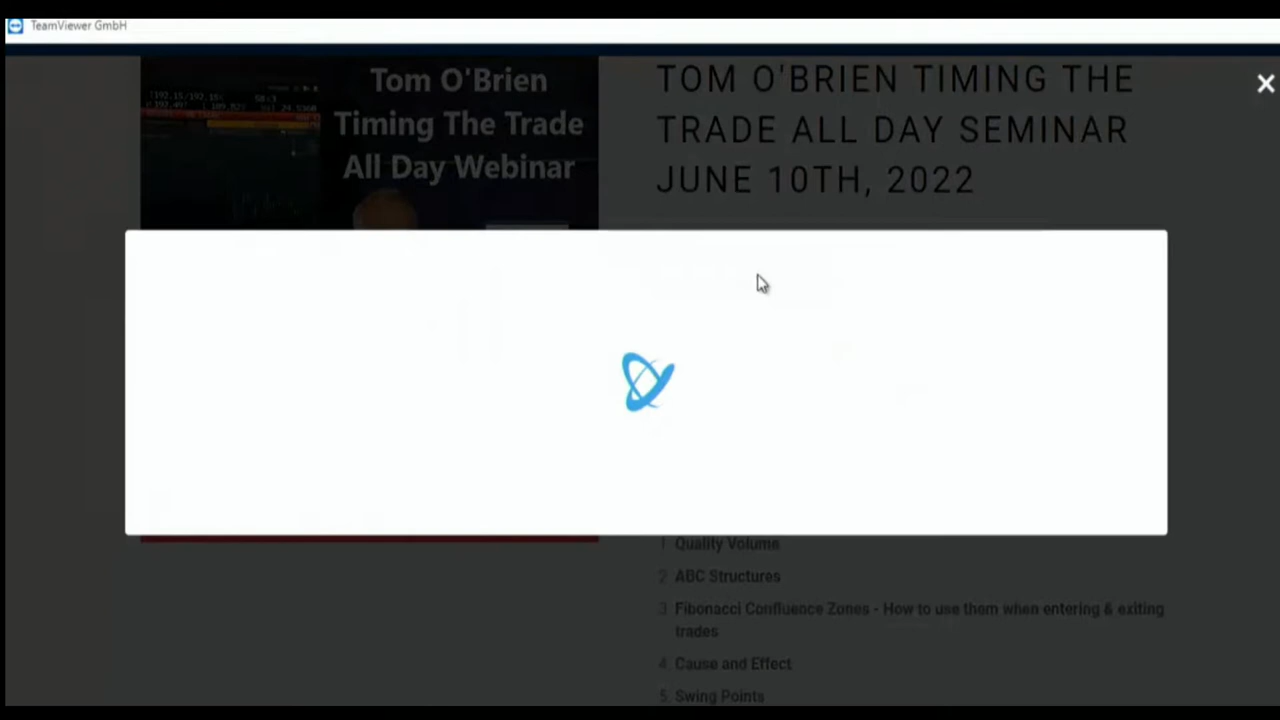 TeamViewer GmbH
Tom O'Brien
Timing The Trade
All Day Webinar
TOM O'BRIEN TIMING THE
TRADE ALL DAY SEMINAR
JUNE 10TH, 2022
1 Quality Volume
2 ABC Structures
3 Fibonacci Confluence Zones - How to use them when entering & exiting
trades
4 Cause and Effect
5 Swing Points